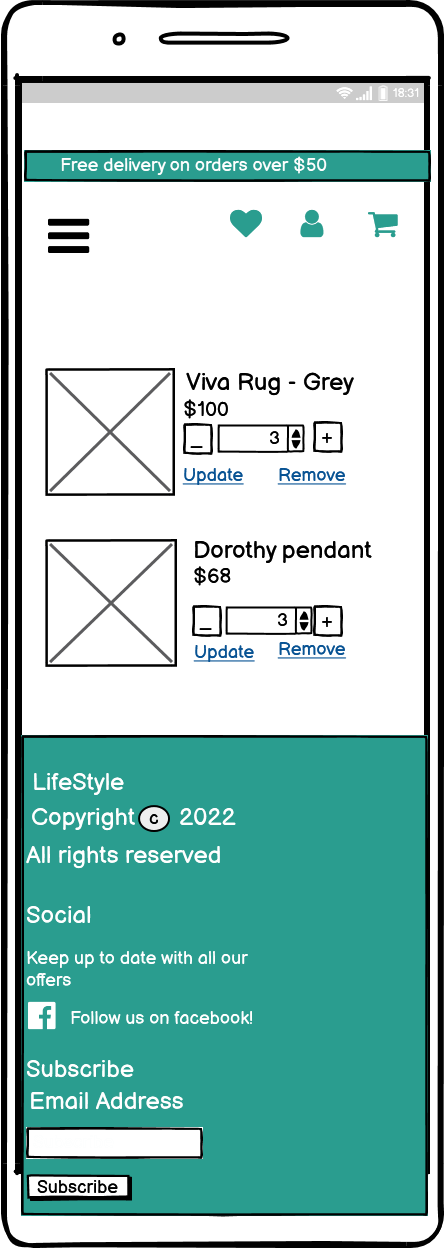 18:31
Free delivery on orders over $50
Viva Rug - Grey
$100
_ 3 +
Update Remove
Dorothy pendant
$68
_ 3 +
Update Remove
LifeStyle
Copyright c 2022
All rights reserved
Social
Keep up to date with all our
offers
Follow us on facebook!
Subscribe
Email Address
Subscribe